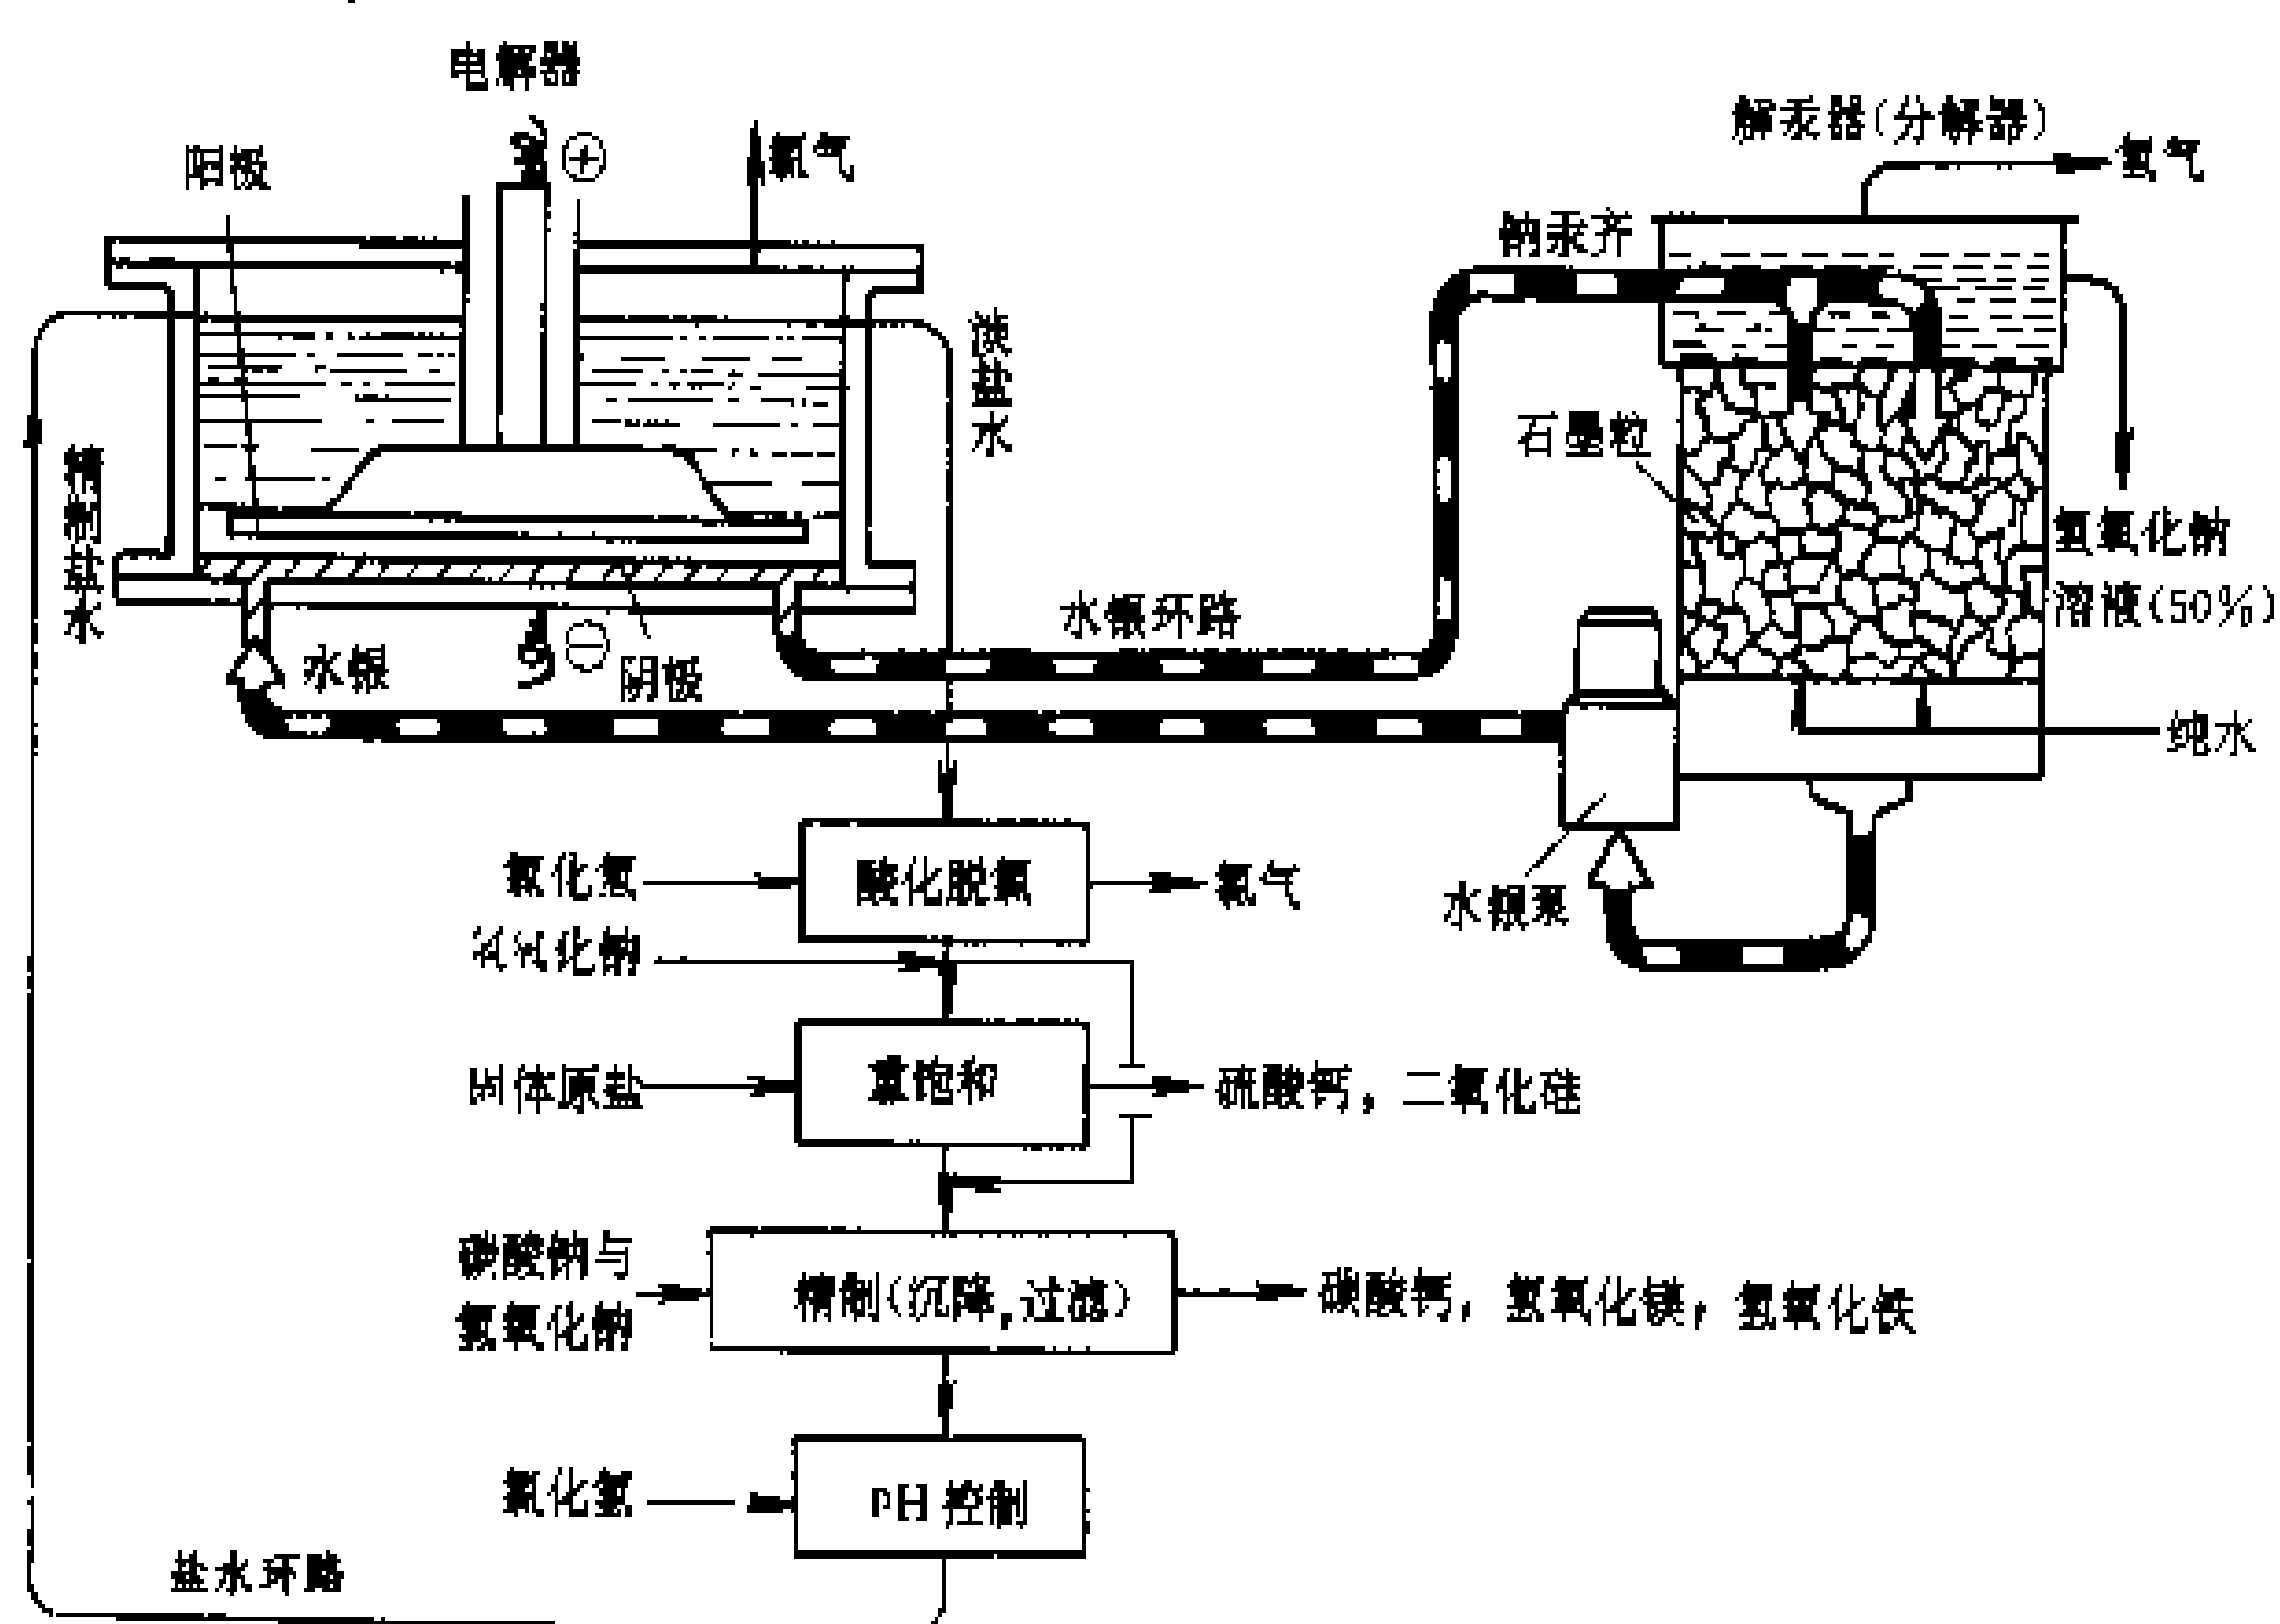 电解器
解汞器(分解器)
阳极
⊕
氯气
氢气
钠汞齐
淡盐水
石墨粒
精制盐水
氢氧化钠
溶液(50%)
水银环路
水银
⊖
阴极
纯水
氯化氢
酸化脱氯
氯气
水银泵
氢氧化钠
固体原盐
重饱和
硫酸钙，二氧化硅
碳酸钠与
氢氧化钠
精制(沉降,过滤)
碳酸钙，氢氧化镁，氢氧化铁
氯化氢
PH控制
盐水环路